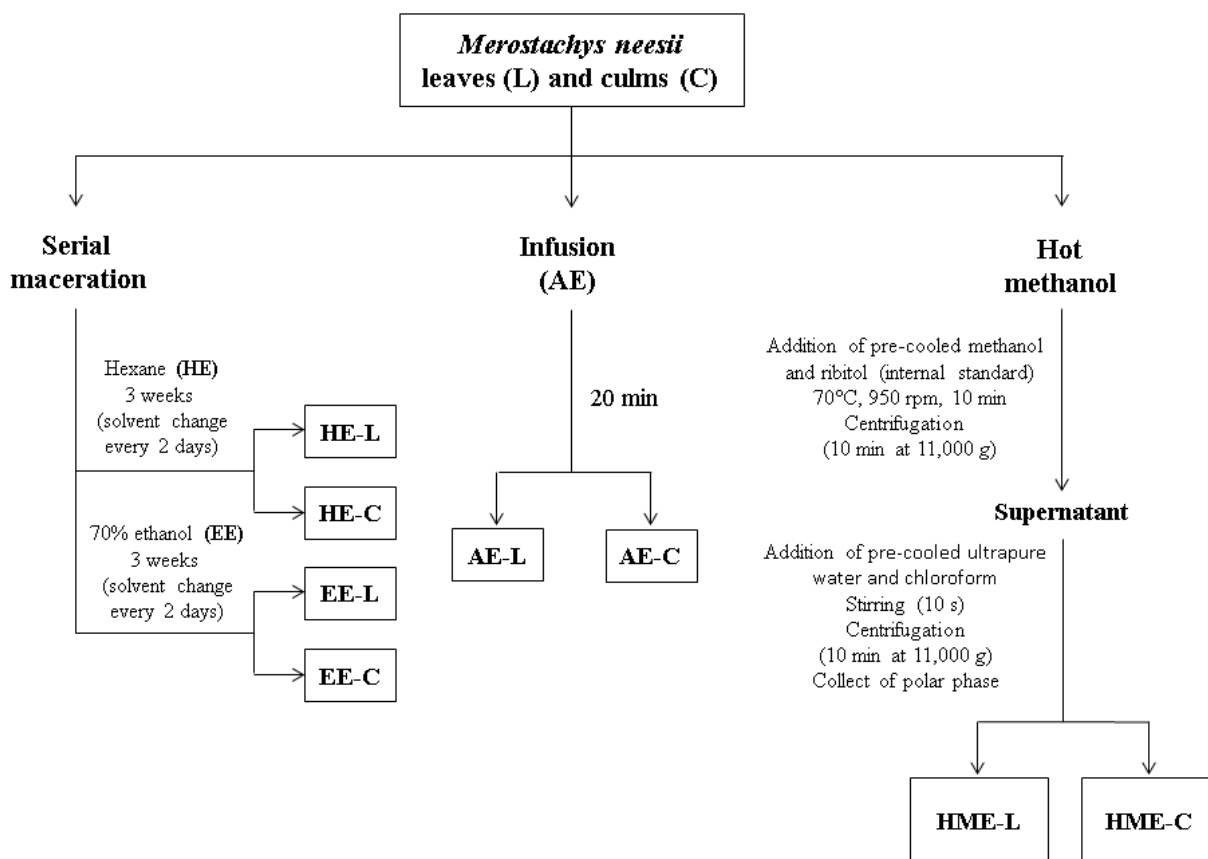 Merostachys neesii
leaves (L) and culms (C)
Serial
maceration
Hexane (HE)
3 weeks
(solvent change
every 2 days)
HE-L
HE-C
70% ethanol (EE)
3 weeks
(solvent change
every 2 days)
EE-L
EE-C
Infusion
(AE)
20 min
AE-L
AE-C
Hot
methanol
Addition of pre-cooled methanol
and ribitol (internal standard)
70°C, 950 rpm, 10 min
Centrifugation
(10 min at 11,000 g)
Supernatant
Addition of pre-cooled ultrapure
water and chloroform
Stirring (10 s)
Centrifugation
(10 min at 11,000 g)
Collect of polar phase
HME-L
HME-C